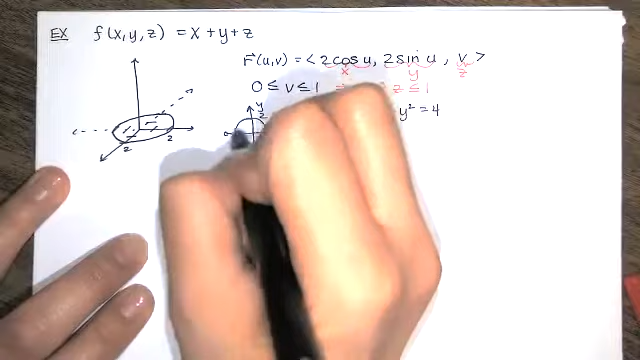 EX f(x,y,z) = x + y + z
r(u,v) = < 2cos u, 2sin u, v >
x y z
0 ≤ v ≤ 1 z ≤ 1
y² = 4
y
2
2 2